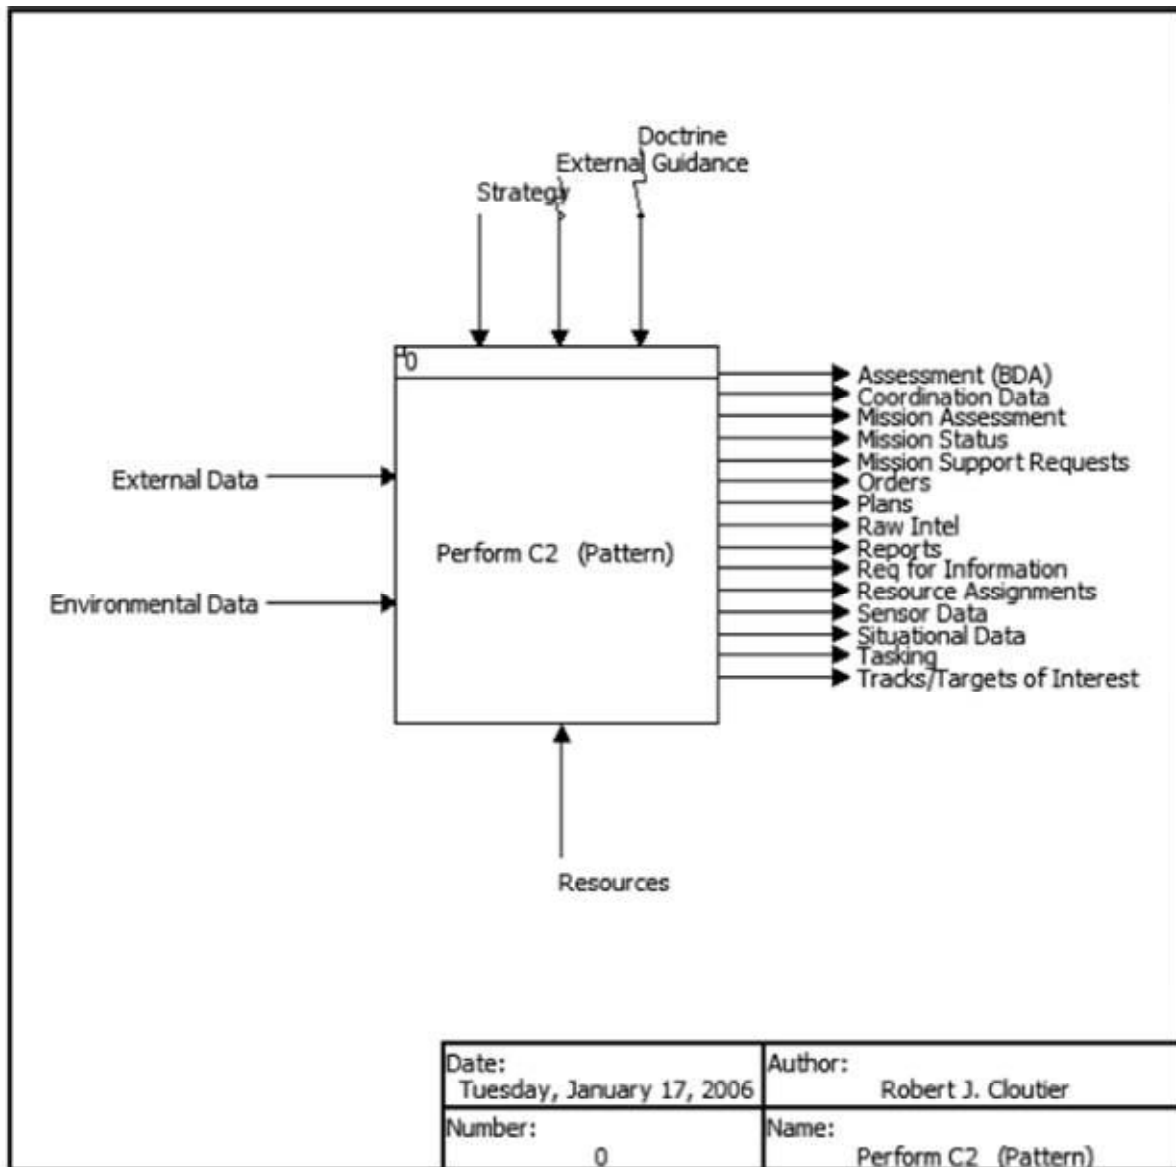 Doctrine
External Guidance
Strategy
0
Assessment (BDA)
Coordination Data
Mission Assessment
Mission Status
Mission Support Requests
Orders
Plans
Raw Intel
Reports
Req for Information
Resource Assignments
Sensor Data
Situational Data
Tasking
Tracks/Targets of Interest
External Data
Perform C2 (Pattern)
Environmental Data
Resources
Date:
Tuesday, January 17, 2006
Author:
Robert J. Cloutier
Number:
0
Name:
Perform C2 (Pattern)